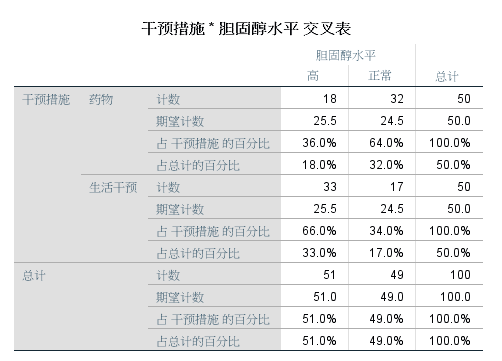 干预措施 * 胆固醇水平 交叉表
胆固醇水平
高 正常 总计
干预措施 药物 计数 18 32 50
期望计数 25.5 24.5 50.0
占 干预措施 的百分比 36.0% 64.0% 100.0%
占总计的百分比 18.0% 32.0% 50.0%
生活干预 计数 33 17 50
期望计数 25.5 24.5 50.0
占 干预措施 的百分比 66.0% 34.0% 100.0%
占总计的百分比 33.0% 17.0% 50.0%
总计 计数 51 49 100
期望计数 51.0 49.0 100.0
占 干预措施 的百分比 51.0% 49.0% 100.0%
占总计的百分比 51.0% 49.0% 100.0%